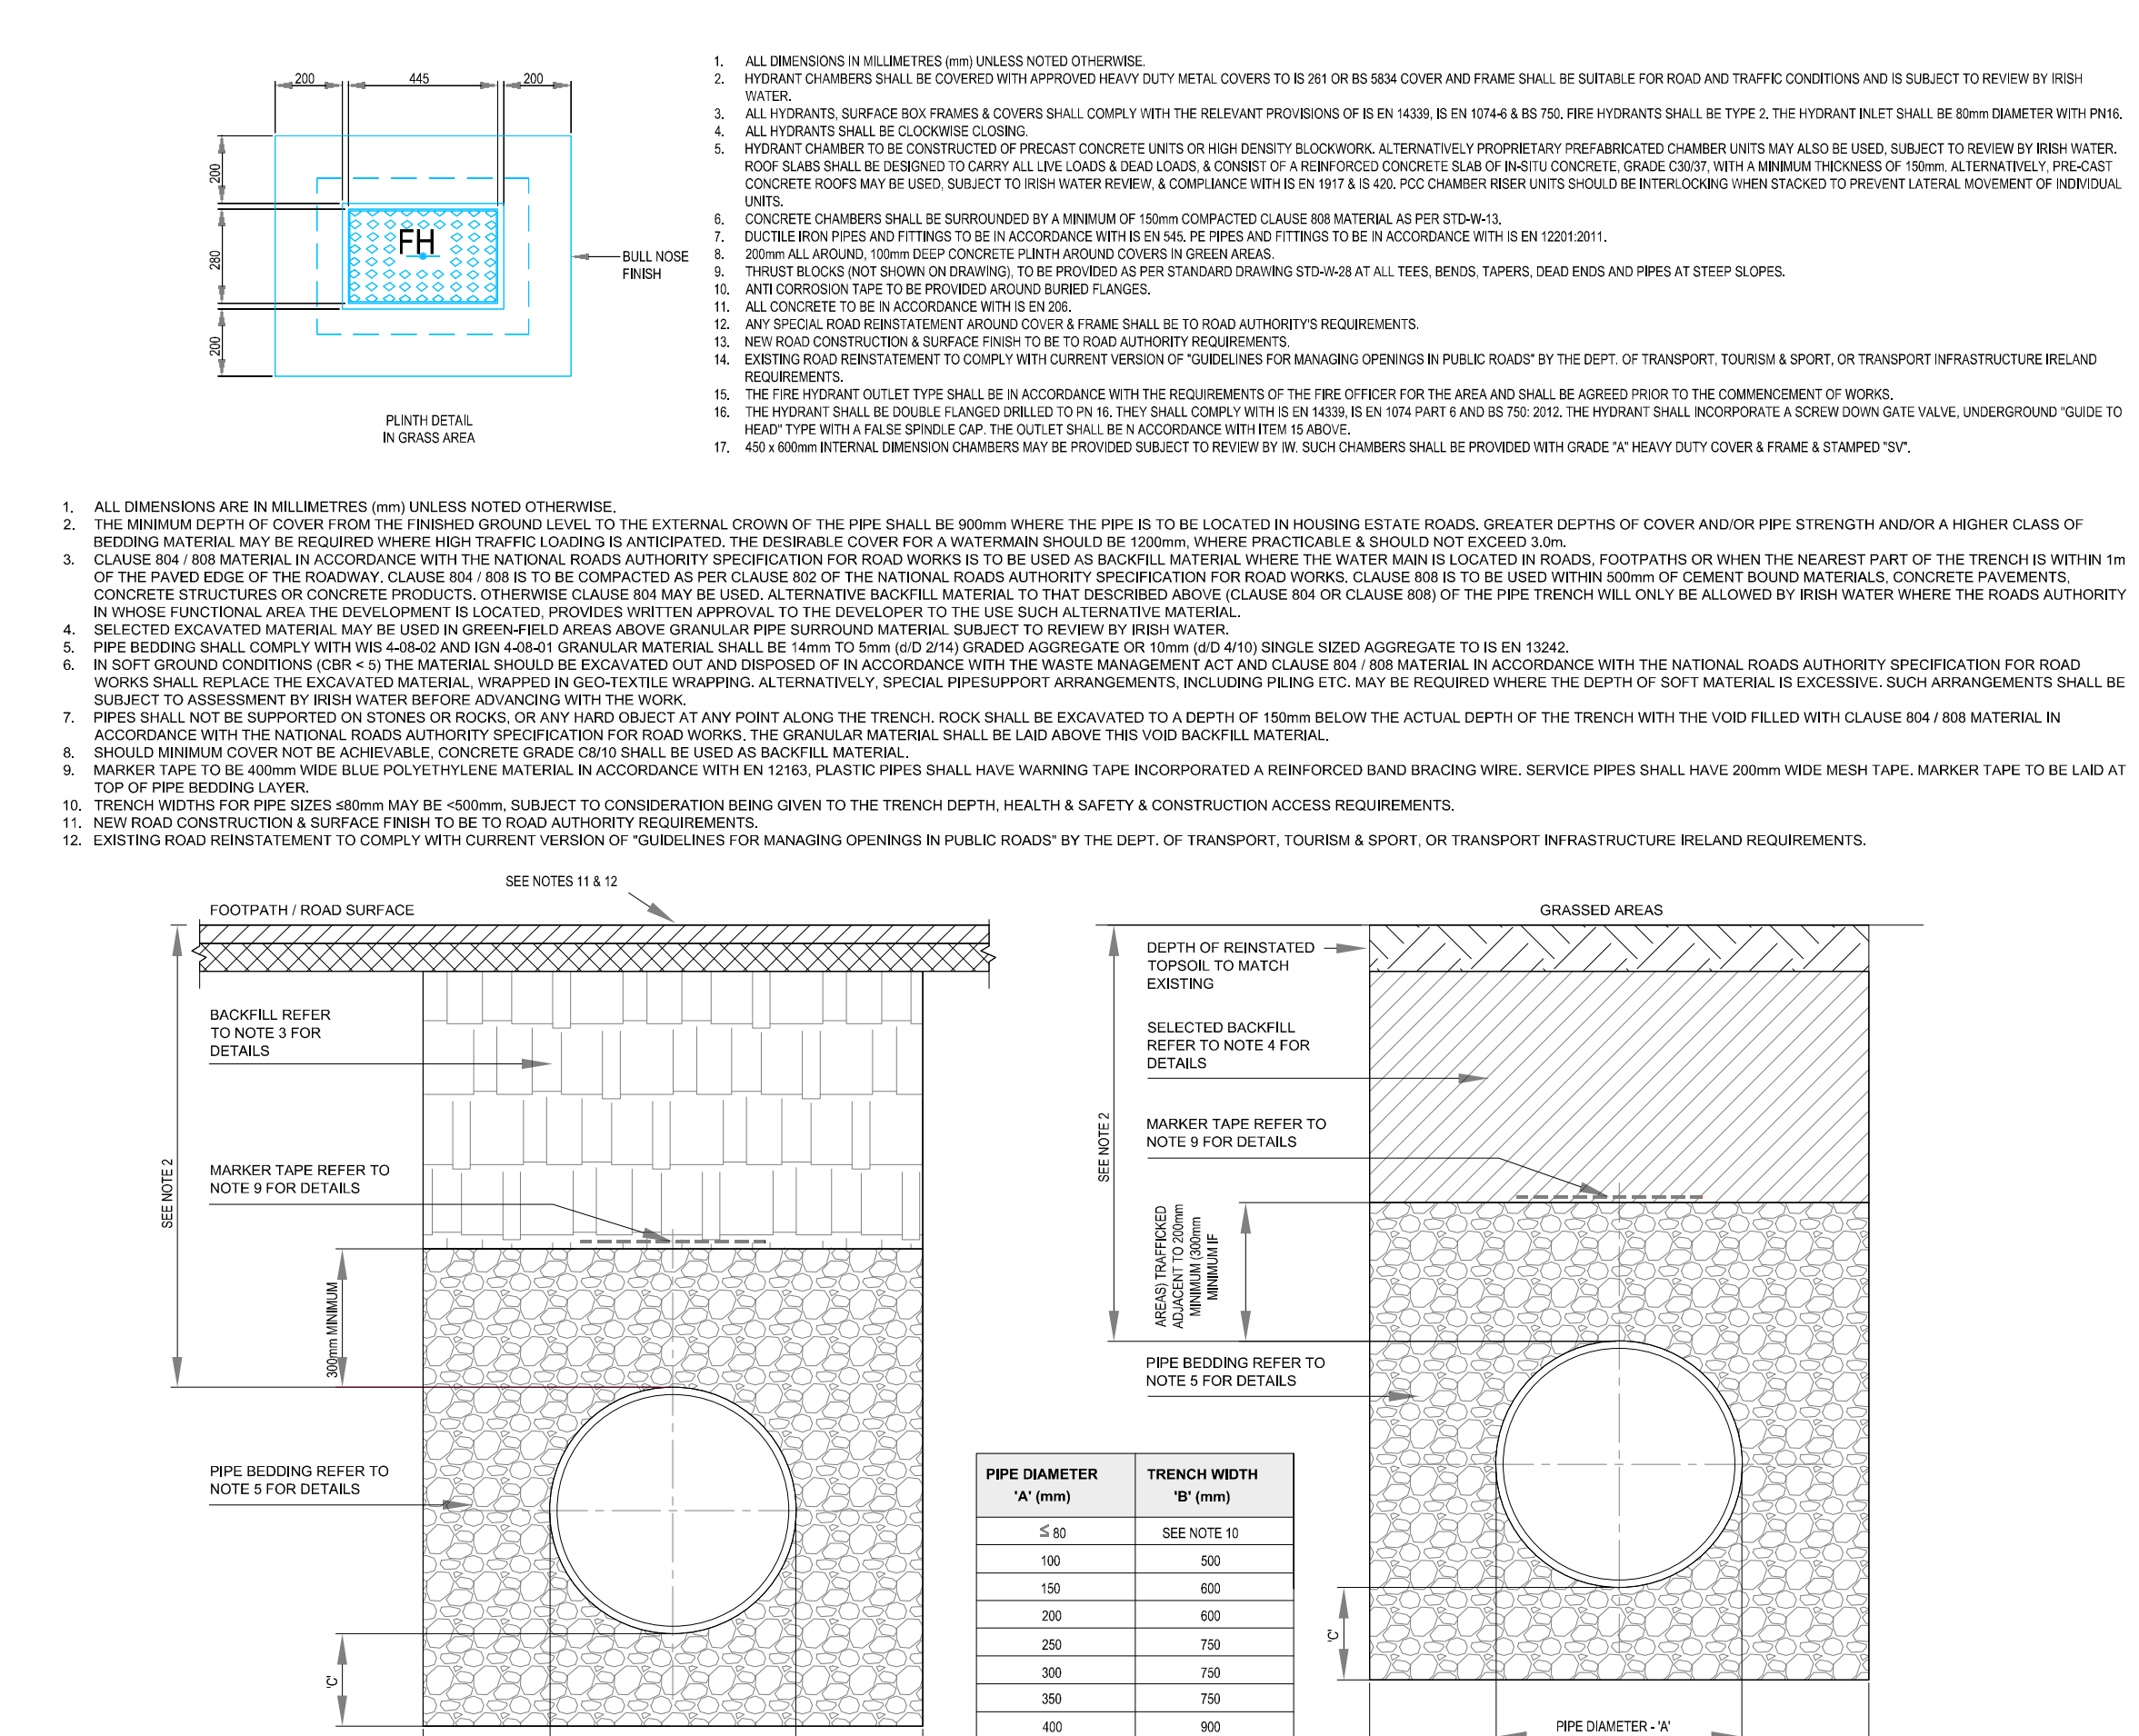 200
445
200
200
280
200
FH
BULL NOSE
FINISH
PLINTH DETAIL
IN GRASS AREA
1. ALL DIMENSIONS IN MILLIMETRES (mm) UNLESS NOTED OTHERWISE.
2. HYDRANT CHAMBERS SHALL BE COVERED WITH APPROVED HEAVY DUTY METAL COVERS TO IS 261 OR BS 5834 COVER AND FRAME SHALL BE SUITABLE FOR ROAD AND TRAFFIC CONDITIONS AND IS SUBJECT TO REVIEW BY IRISH
WATER.
3. ALL HYDRANTS, SURFACE BOX FRAMES & COVERS SHALL COMPLY WITH THE RELEVANT PROVISIONS OF IS EN 14339, IS EN 1074-6 & BS 750. FIRE HYDRANTS SHALL BE TYPE 2. THE HYDRANT INLET SHALL BE 80mm DIAMETER WITH PN16.
4. ALL HYDRANTS SHALL BE CLOCKWISE CLOSING.
5. HYDRANT CHAMBER TO BE CONSTRUCTED OF PRECAST CONCRETE UNITS OR HIGH DENSITY BLOCKWORK. ALTERNATIVELY PROPRIETARY PREFABRICATED CHAMBER UNITS MAY ALSO BE USED, SUBJECT TO REVIEW BY IRISH WATER.
ROOF SLABS SHALL BE DESIGNED TO CARRY ALL LIVE LOADS & DEAD LOADS, & CONSIST OF A REINFORCED CONCRETE SLAB OF IN-SITU CONCRETE, GRADE C30/37, WITH A MINIMUM THICKNESS OF 150mm. ALTERNATIVELY, PRE-CAST
CONCRETE ROOFS MAY BE USED, SUBJECT TO IRISH WATER REVIEW, & COMPLIANCE WITH IS EN 1917 & IS 420. PCC CHAMBER RISER UNITS SHOULD BE INTERLOCKING WHEN STACKED TO PREVENT LATERAL MOVEMENT OF INDIVIDUAL
UNITS.
6. CONCRETE CHAMBERS SHALL BE SURROUNDED BY A MINIMUM OF 150mm COMPACTED CLAUSE 808 MATERIAL AS PER STD-W-13.
7. DUCTILE IRON PIPES AND FITTINGS TO BE IN ACCORDANCE WITH IS EN 545. PE PIPES AND FITTINGS TO BE IN ACCORDANCE WITH IS EN 12201:2011.
8. 200mm ALL AROUND, 100mm DEEP CONCRETE PLINTH AROUND COVERS IN GREEN AREAS.
9. THRUST BLOCKS (NOT SHOWN ON DRAWING), TO BE PROVIDED AS PER STANDARD DRAWING STD-W-28 AT ALL TEES, BENDS, TAPERS, DEAD ENDS AND PIPES AT STEEP SLOPES.
10. ANTI CORROSION TAPE TO BE PROVIDED AROUND BURIED FLANGES.
11. ALL CONCRETE TO BE IN ACCORDANCE WITH IS EN 206.
12. ANY SPECIAL ROAD REINSTATEMENT AROUND COVER & FRAME SHALL BE TO ROAD AUTHORITY'S REQUIREMENTS.
13. NEW ROAD CONSTRUCTION & SURFACE FINISH TO BE TO ROAD AUTHORITY REQUIREMENTS.
14. EXISTING ROAD REINSTATEMENT TO COMPLY WITH CURRENT VERSION OF "GUIDELINES FOR MANAGING OPENINGS IN PUBLIC ROADS" BY THE DEPT. OF TRANSPORT, TOURISM & SPORT, OR TRANSPORT INFRASTRUCTURE IRELAND
REQUIREMENTS.
15. THE FIRE HYDRANT OUTLET TYPE SHALL BE IN ACCORDANCE WITH THE REQUIREMENTS OF THE FIRE OFFICER FOR THE AREA AND SHALL BE AGREED PRIOR TO THE COMMENCEMENT OF WORKS.
16. THE HYDRANT SHALL BE DOUBLE FLANGED DRILLED TO PN 16. THEY SHALL COMPLY WITH IS EN 14339, IS EN 1074 PART 6 AND BS 750: 2012. THE HYDRANT SHALL INCORPORATE A SCREW DOWN GATE VALVE, UNDERGROUND "GUIDE TO
HEAD" TYPE WITH A FALSE SPINDLE CAP. THE OUTLET SHALL BE N ACCORDANCE WITH ITEM 15 ABOVE.
17. 450 x 600mm INTERNAL DIMENSION CHAMBERS MAY BE PROVIDED SUBJECT TO REVIEW BY IW. SUCH CHAMBERS SHALL BE PROVIDED WITH GRADE "A" HEAVY DUTY COVER & FRAME & STAMPED "SV".
1. ALL DIMENSIONS ARE IN MILLIMETRES (mm) UNLESS NOTED OTHERWISE.
2. THE MINIMUM DEPTH OF COVER FROM THE FINISHED GROUND LEVEL TO THE EXTERNAL CROWN OF THE PIPE SHALL BE 900mm WHERE THE PIPE IS TO BE LOCATED IN HOUSING ESTATE ROADS. GREATER DEPTHS OF COVER AND/OR PIPE STRENGTH AND/OR A HIGHER CLASS OF
BEDDING MATERIAL MAY BE REQUIRED WHERE HIGH TRAFFIC LOADING IS ANTICIPATED. THE DESIRABLE COVER FOR A WATERMAIN SHOULD BE 1200mm, WHERE PRACTICABLE & SHOULD NOT EXCEED 3.0m.
3. CLAUSE 804 / 808 MATERIAL IN ACCORDANCE WITH THE NATIONAL ROADS AUTHORITY SPECIFICATION FOR ROAD WORKS IS TO BE USED AS BACKFILL MATERIAL WHERE THE WATER MAIN IS LOCATED IN ROADS, FOOTPATHS OR WHEN THE NEAREST PART OF THE TRENCH IS WITHIN 1m
OF THE PAVED EDGE OF THE ROADWAY. CLAUSE 804 / 808 IS TO BE COMPACTED AS PER CLAUSE 802 OF THE NATIONAL ROADS AUTHORITY SPECIFICATION FOR ROAD WORKS. CLAUSE 808 IS TO BE USED WITHIN 500mm OF CEMENT BOUND MATERIALS, CONCRETE PAVEMENTS,
CONCRETE STRUCTURES OR CONCRETE PRODUCTS. OTHERWISE CLAUSE 804 MAY BE USED. ALTERNATIVE BACKFILL MATERIAL TO THAT DESCRIBED ABOVE (CLAUSE 804 OR CLAUSE 808) OF THE PIPE TRENCH WILL ONLY BE ALLOWED BY IRISH WATER WHERE THE ROADS AUTHORITY
IN WHOSE FUNCTIONAL AREA THE DEVELOPMENT IS LOCATED, PROVIDES WRITTEN APPROVAL TO THE DEVELOPER TO THE USE SUCH ALTERNATIVE MATERIAL.
4. SELECTED EXCAVATED MATERIAL MAY BE USED IN GREEN-FIELD AREAS ABOVE GRANULAR PIPE SURROUND MATERIAL SUBJECT TO REVIEW BY IRISH WATER.
5. PIPE BEDDING SHALL COMPLY WITH WIS 4-08-02 AND IGN 4-08-01 GRANULAR MATERIAL SHALL BE 14mm TO 5mm (d/D 2/14) GRADED AGGREGATE OR 10mm (d/D 4/10) SINGLE SIZED AGGREGATE TO IS EN 13242.
6. IN SOFT GROUND CONDITIONS (CBR < 5) THE MATERIAL SHOULD BE EXCAVATED OUT AND DISPOSED OF IN ACCORDANCE WITH THE WASTE MANAGEMENT ACT AND CLAUSE 804 / 808 MATERIAL IN ACCORDANCE WITH THE NATIONAL ROADS AUTHORITY SPECIFICATION FOR ROAD
WORKS SHALL REPLACE THE EXCAVATED MATERIAL, WRAPPED IN GEO-TEXTILE WRAPPING. ALTERNATIVELY, SPECIAL PIPESUPPORT ARRANGEMENTS, INCLUDING PILING ETC. MAY BE REQUIRED WHERE THE DEPTH OF SOFT MATERIAL IS EXCESSIVE. SUCH ARRANGEMENTS SHALL BE
SUBJECT TO ASSESSMENT BY IRISH WATER BEFORE ADVANCING WITH THE WORK.
7. PIPES SHALL NOT BE SUPPORTED ON STONES OR ROCKS, OR ANY HARD OBJECT AT ANY POINT ALONG THE TRENCH. ROCK SHALL BE EXCAVATED TO A DEPTH OF 150mm BELOW THE ACTUAL DEPTH OF THE TRENCH WITH THE VOID FILLED WITH CLAUSE 804 / 808 MATERIAL IN
ACCORDANCE WITH THE NATIONAL ROADS AUTHORITY SPECIFICATION FOR ROAD WORKS. THE GRANULAR MATERIAL SHALL BE LAID ABOVE THIS VOID BACKFILL MATERIAL.
8. SHOULD MINIMUM COVER NOT BE ACHIEVABLE, CONCRETE GRADE C8/10 SHALL BE USED AS BACKFILL MATERIAL.
9. MARKER TAPE TO BE 400mm WIDE BLUE POLYETHYLENE MATERIAL IN ACCORDANCE WITH EN 12163, PLASTIC PIPES SHALL HAVE WARNING TAPE INCORPORATED A REINFORCED BAND BRACING WIRE. SERVICE PIPES SHALL HAVE 200mm WIDE MESH TAPE. MARKER TAPE TO BE LAID AT
TOP OF PIPE BEDDING LAYER.
10. TRENCH WIDTHS FOR PIPE SIZES ≤80mm MAY BE <500mm, SUBJECT TO CONSIDERATION BEING GIVEN TO THE TRENCH DEPTH, HEALTH & SAFETY & CONSTRUCTION ACCESS REQUIREMENTS.
11. NEW ROAD CONSTRUCTION & SURFACE FINISH TO BE TO ROAD AUTHORITY REQUIREMENTS.
12. EXISTING ROAD REINSTATEMENT TO COMPLY WITH CURRENT VERSION OF "GUIDELINES FOR MANAGING OPENINGS IN PUBLIC ROADS" BY THE DEPT. OF TRANSPORT, TOURISM & SPORT, OR TRANSPORT INFRASTRUCTURE IRELAND REQUIREMENTS.
SEE NOTES 11 & 12
FOOTPATH / ROAD SURFACE
BACKFILL REFER
TO NOTE 3 FOR
DETAILS
SEE NOTE 2
MARKER TAPE REFER TO
NOTE 9 FOR DETAILS
300mm MINIMUM
PIPE BEDDING REFER TO
NOTE 5 FOR DETAILS
'C'
PIPE DIAMETER 'A' (mm) TRENCH WIDTH 'B' (mm)
≤ 80 SEE NOTE 10
100 500
150 600
200 600
250 750
300 750
350 750
400 900
GRASSED AREAS
DEPTH OF REINSTATED
TOPSOIL TO MATCH
EXISTING
SELECTED BACKFILL
REFER TO NOTE 4 FOR
DETAILS
SEE NOTE 2
MARKER TAPE REFER TO
NOTE 9 FOR DETAILS
AREAS) TRAFFICKED
ADJACENT TO 200mm
MINIMUM (300mm
MINIMUM IF
PIPE BEDDING REFER TO
NOTE 5 FOR DETAILS
'C'
PIPE DIAMETER - 'A'